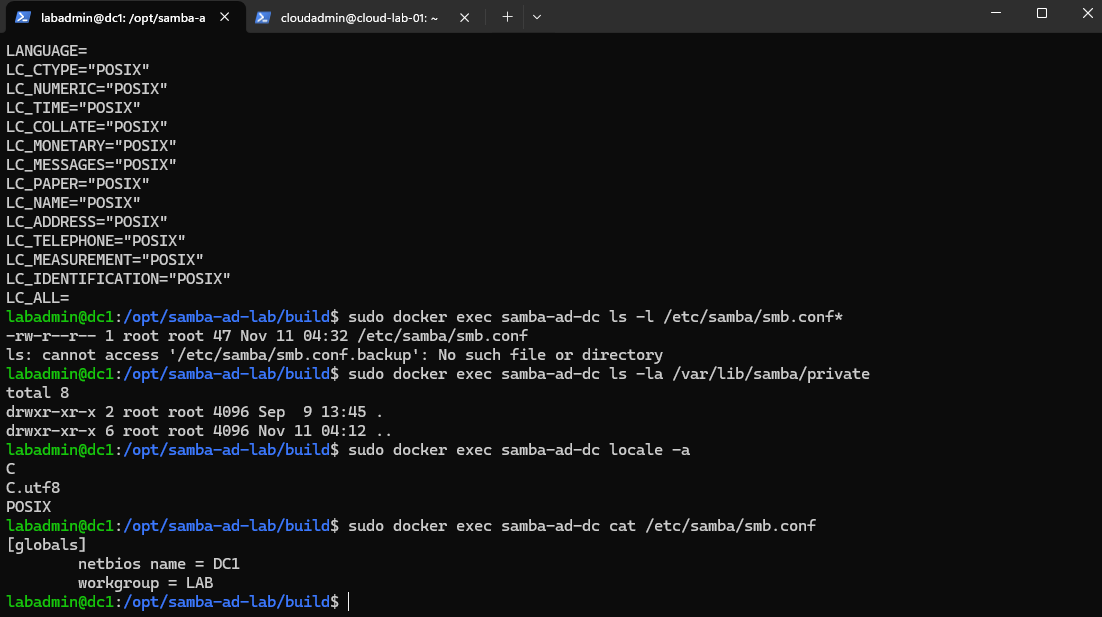 labadmin@dc1: /opt/samba-a
cloudadmin@cloud-lab-01: ~
LANGUAGE=
LC_CTYPE="POSIX"
LC_NUMERIC="POSIX"
LC_TIME="POSIX"
LC_COLLATE="POSIX"
LC_MONETARY="POSIX"
LC_MESSAGES="POSIX"
LC_PAPER="POSIX"
LC_NAME="POSIX"
LC_ADDRESS="POSIX"
LC_TELEPHONE="POSIX"
LC_MEASUREMENT="POSIX"
LC_IDENTIFICATION="POSIX"
LC_ALL=
labadmin@dc1:/opt/samba-ad-lab/build$ sudo docker exec samba-ad-dc ls -l /etc/samba/smb.conf*
-rw-r--r-- 1 root root 47 Nov 11 04:32 /etc/samba/smb.conf
ls: cannot access '/etc/samba/smb.conf.backup': No such file or directory
labadmin@dc1:/opt/samba-ad-lab/build$ sudo docker exec samba-ad-dc ls -la /var/lib/samba/private
total 8
drwxr-xr-x 2 root root 4096 Sep  9 13:45 .
drwxr-xr-x 6 root root 4096 Nov 11 04:12 ..
labadmin@dc1:/opt/samba-ad-lab/build$ sudo docker exec samba-ad-dc locale -a
C
C.utf8
POSIX
labadmin@dc1:/opt/samba-ad-lab/build$ sudo docker exec samba-ad-dc cat /etc/samba/smb.conf
[globals]
        netbios name = DC1
        workgroup = LAB
labadmin@dc1:/opt/samba-ad-lab/build$